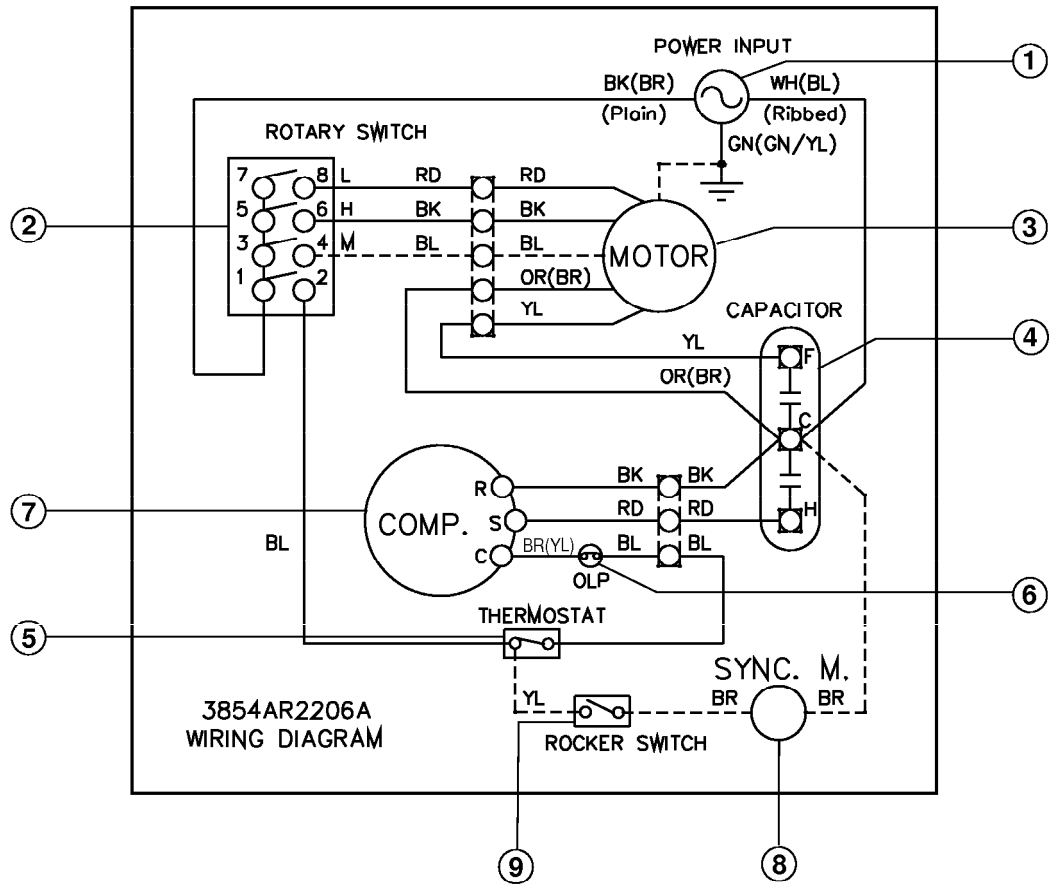 POWER INPUT
1
BK(BR)
WH(BL)
(Plain)
(Ribbed)
GN(GN/YL)
ROTARY SWITCH
7 8 L RD RD
5 6 H BK BK
3 4 M BL BL
1 2 OR(BR)
YL
2
MOTOR
3
CAPACITOR
4
YL
F
OR(BR)
C
R BK BK
S RD RD H
C BR(YL) BL BL
COMP.
7
BL
OLP
6
THERMOSTAT
5
SYNC. M.
YL BR BR
ROCKER SWITCH
3854AR2206A
WIRING DIAGRAM
9
8